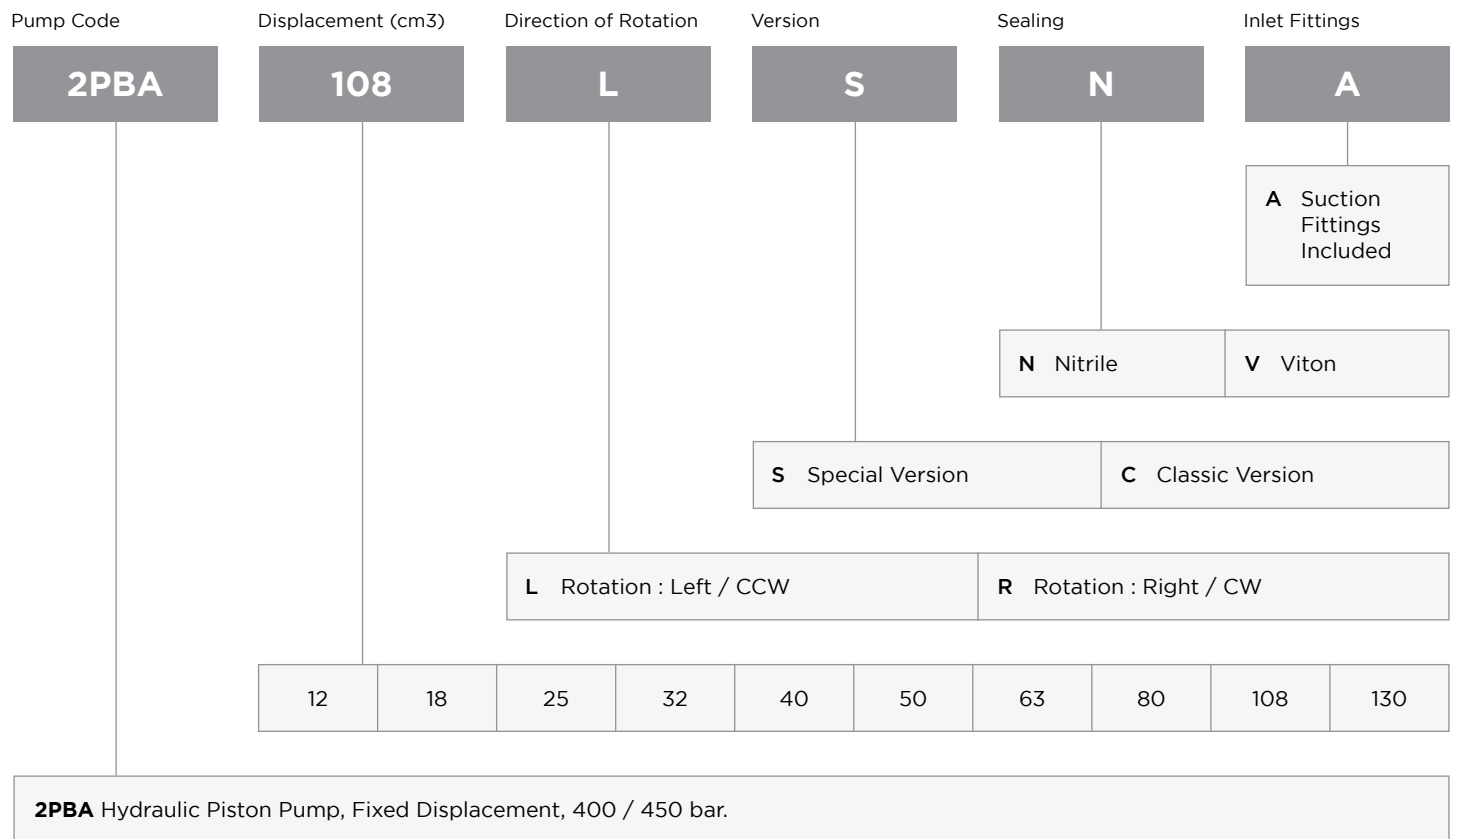 Pump Code
Displacement (cm3)
Direction of Rotation
Version
Sealing
Inlet Fittings
2PBA
108
L
S
N
A
A Suction
Fittings
Included
N Nitrile
V Viton
S Special Version
C Classic Version
L Rotation : Left / CCW
R Rotation : Right / CW
12
18
25
32
40
50
63
80
108
130
2PBA Hydraulic Piston Pump, Fixed Displacement, 400 / 450 bar.